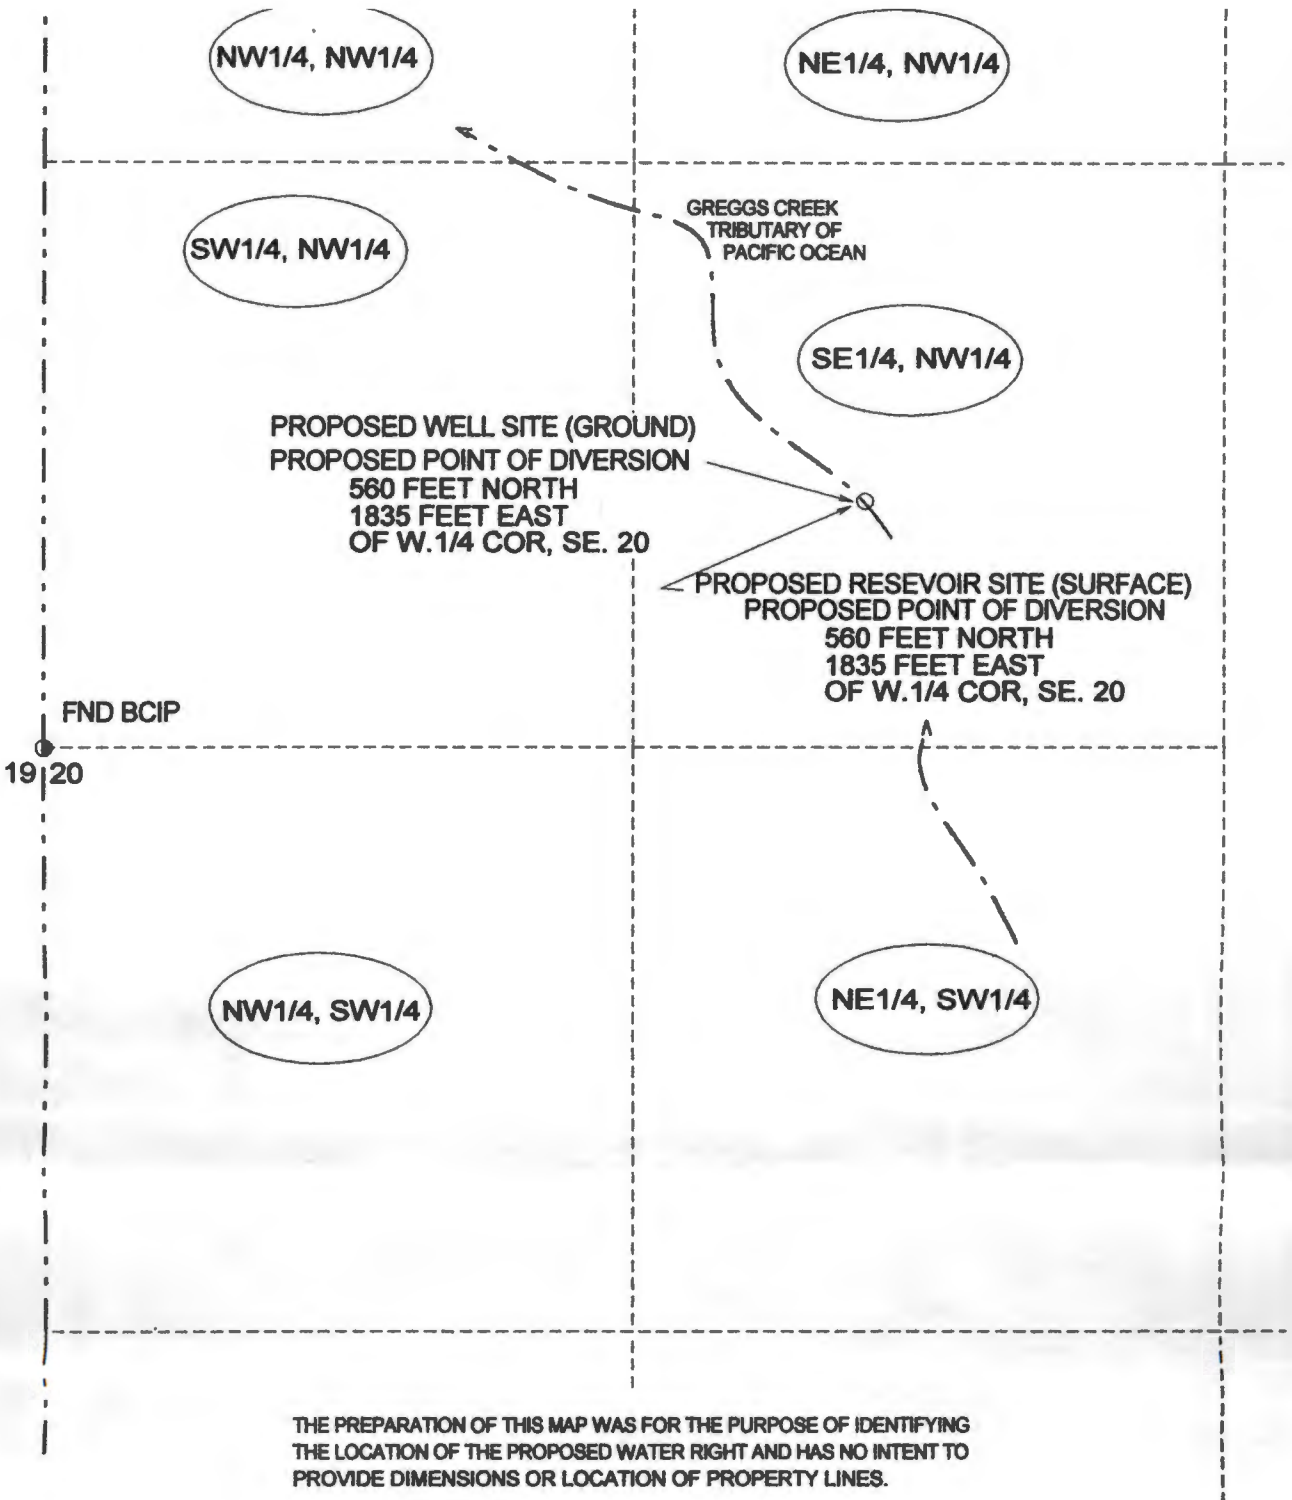 NW1/4, NW1/4
NE1/4, NW1/4
SW1/4, NW1/4
GREGGS CREEK
TRIBUTARY OF
PACIFIC OCEAN
SE1/4, NW1/4
PROPOSED WELL SITE (GROUND)
PROPOSED POINT OF DIVERSION
560 FEET NORTH
1835 FEET EAST
OF W.1/4 COR, SE. 20
PROPOSED RESEVOIR SITE (SURFACE)
PROPOSED POINT OF DIVERSION
560 FEET NORTH
1835 FEET EAST
OF W.1/4 COR, SE. 20
FND BCIP
19 20
NW1/4, SW1/4
NE1/4, SW1/4
THE PREPARATION OF THIS MAP WAS FOR THE PURPOSE OF IDENTIFYING
THE LOCATION OF THE PROPOSED WATER RIGHT AND HAS NO INTENT TO
PROVIDE DIMENSIONS OR LOCATION OF PROPERTY LINES.